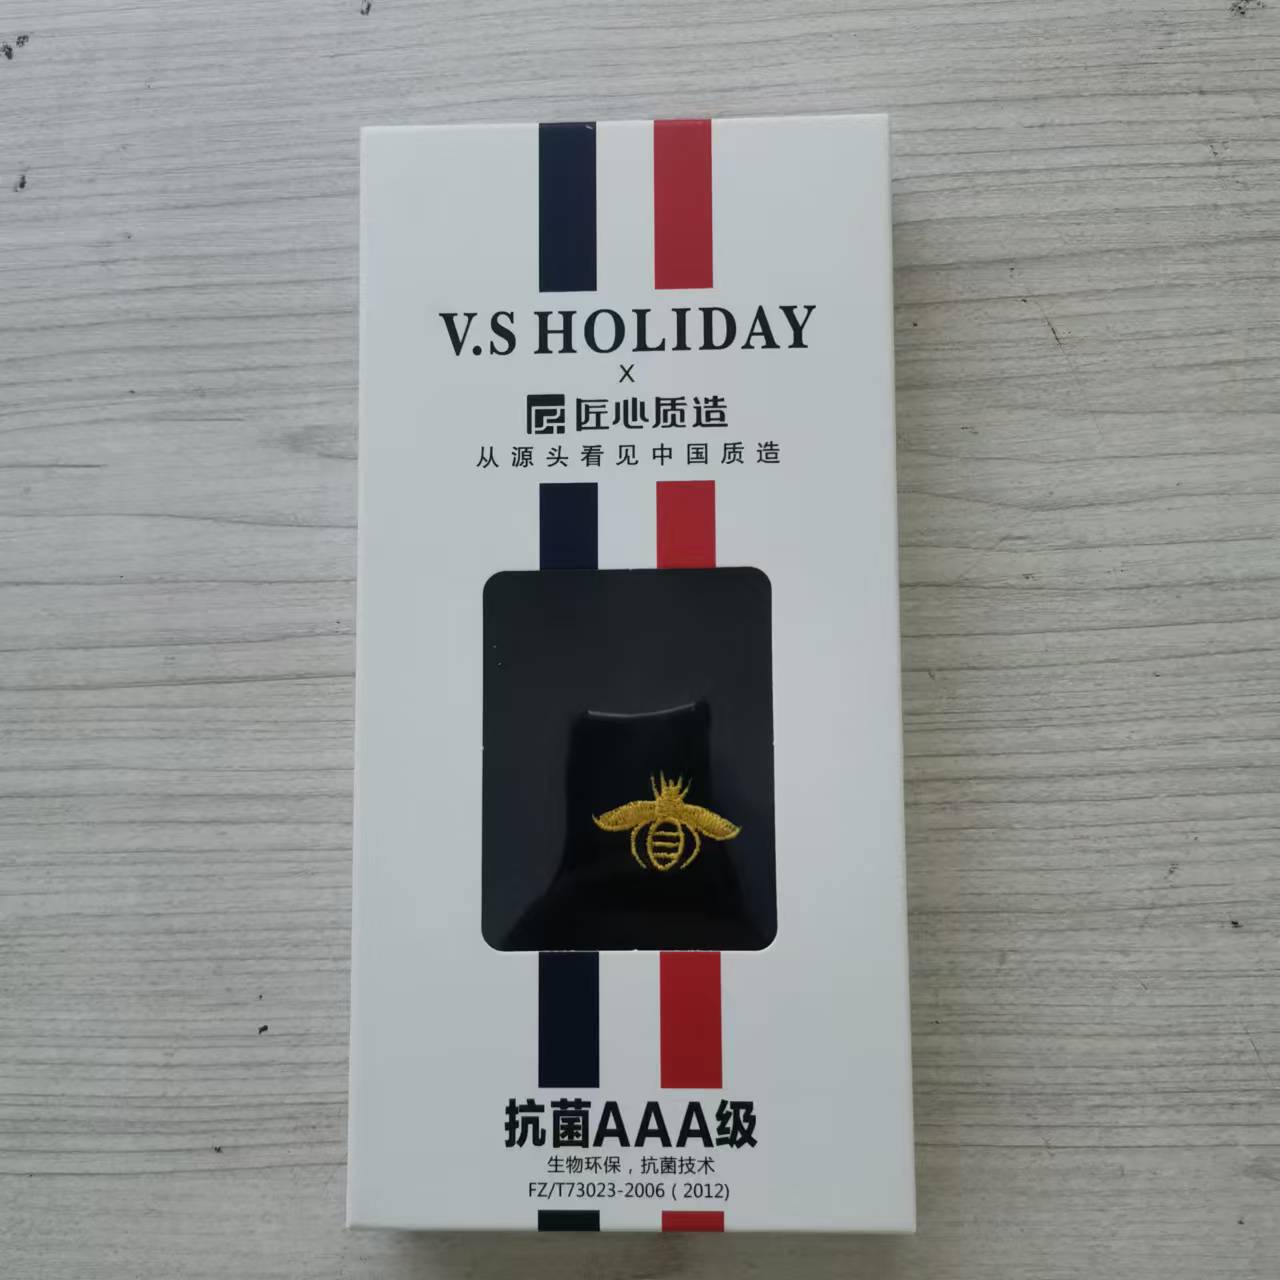 V.S HOLIDAY
X
匠心质造
从源头看见中国质造
抗菌AAA级
生物环保，抗菌技术
FZ/T73023-2006（2012)